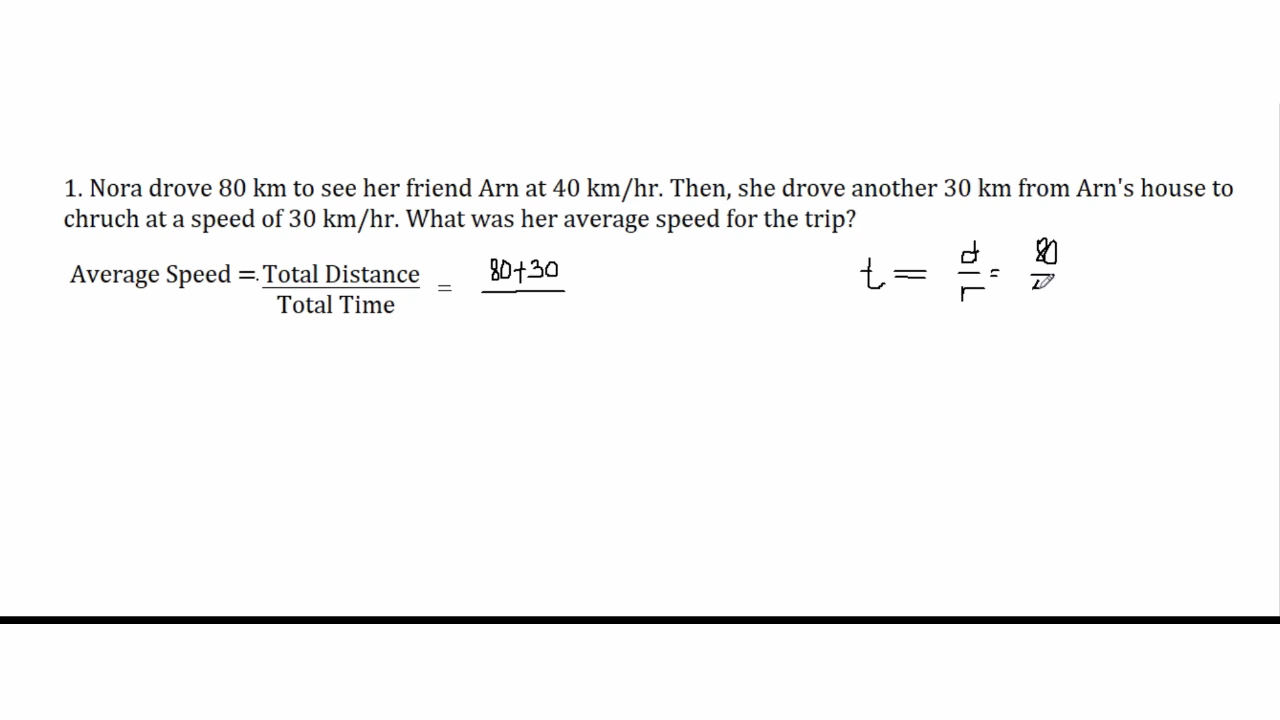 1. Nora drove 80 km to see her friend Arn at 40 km/hr. Then, she drove another 30 km from Arn's house to
chruch at a speed of 30 km/hr. What was her average speed for the trip?
Average Speed = Total Distance / Total Time = 80+30
t = d/r = 80